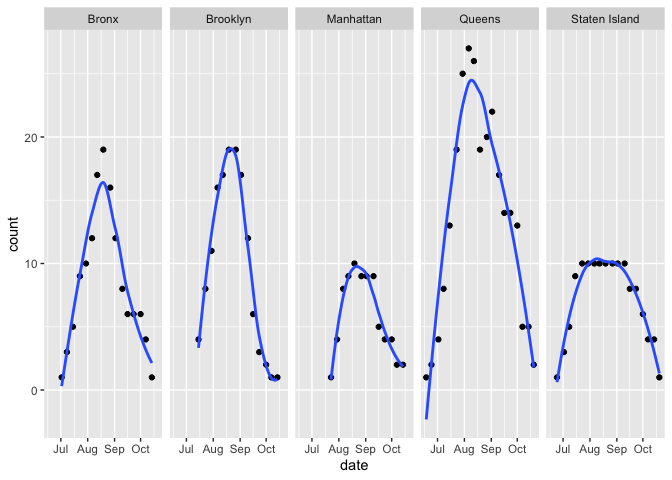 Bronx Brooklyn Manhattan Queens Staten Island
count
20
10
0
Jul Aug Sep Oct Jul Aug Sep Oct Jul Aug Sep Oct Jul Aug Sep Oct Jul Aug Sep Oct
date